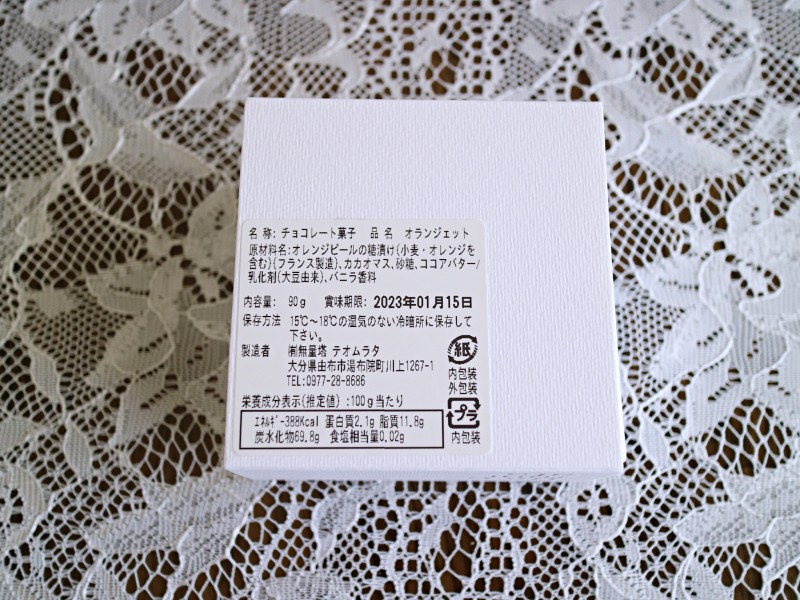 名 称: チョコレート菓子 品 名 オランジェット
原材料名:オレンジピールの糖漬け(小麦・オレンジを
含む)(フランス製造)、カカオマス、砂糖、ココアバター/
乳化剤(大豆由来)、バニラ香料
内容量: 90g 賞味期限: 2023年01月15日
保存方法 15℃~18℃の湿気のない冷暗所に保存して
下さい。
製造者 ㈲無量塔 テオムラタ
大分県由布市湯布院町川上1267-1
TEL:0977-28-8686
紙
内包装
外包装
栄養成分表示(推定値):100g当たり
エネルギー388Kcal 蛋白質2.1g 脂質11.8g
炭水化物69.8g 食塩相当量0.02g
プラ
内包装